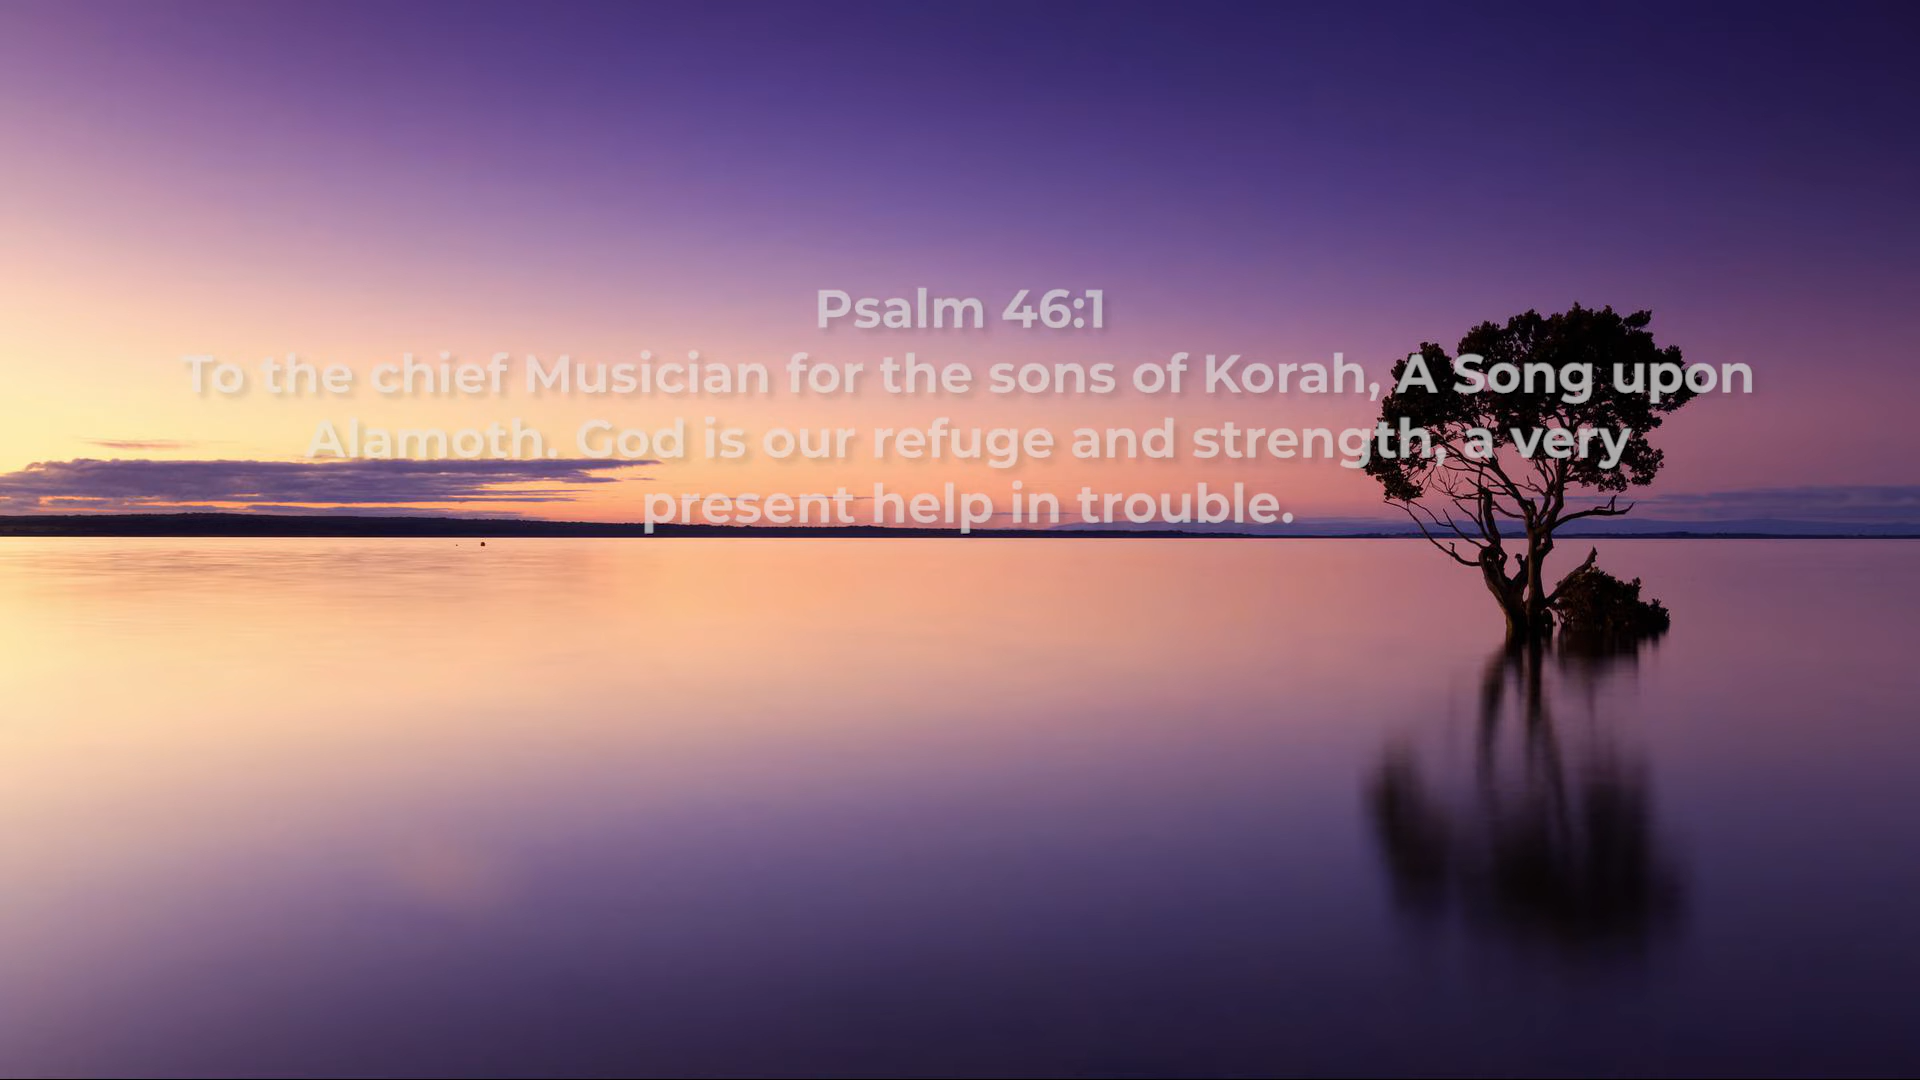 Psalm 46:1
To the chief Musician for the sons of Korah, A Song upon
Alamoth. God is our refuge and strength, a very
present help in trouble.